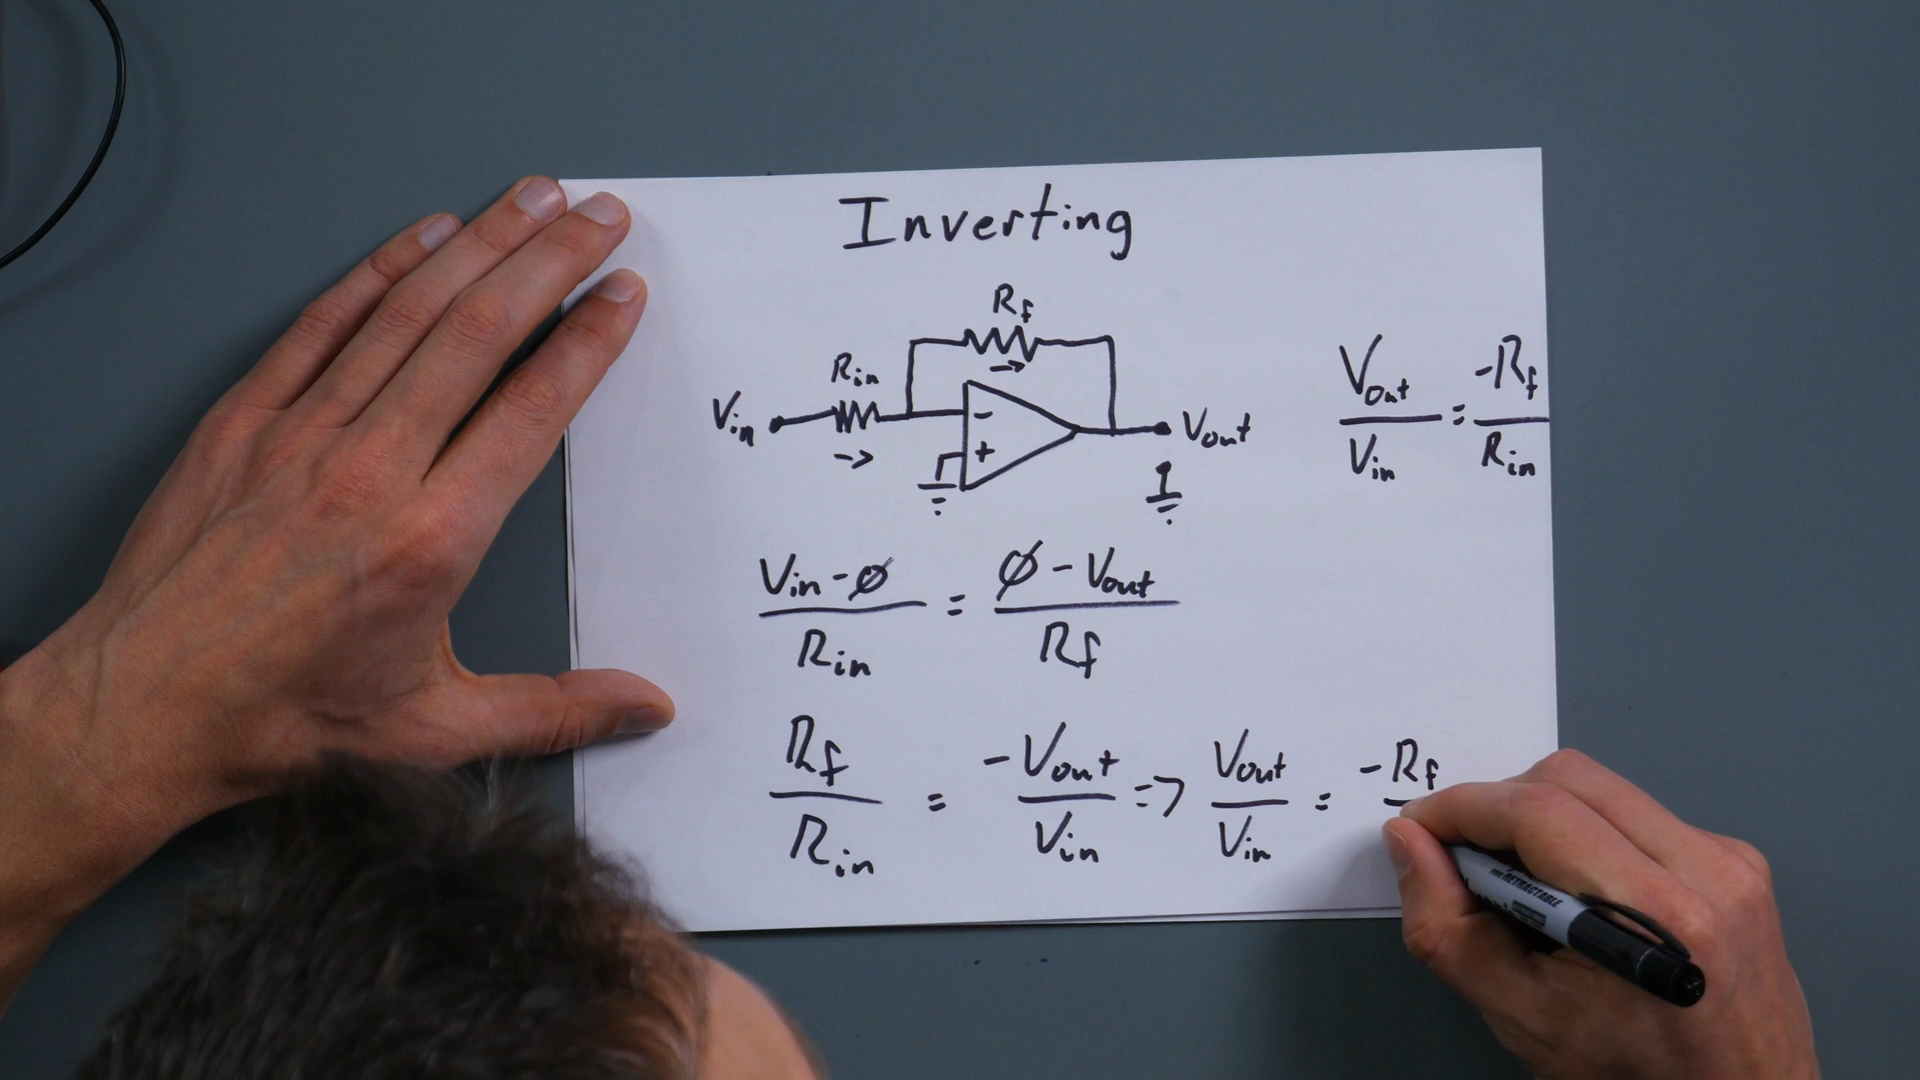 Inverting
Rf
Rin
Vin
-
+
Vout
Vout / Vin = -Rf / Rin
Vin - ∅ / Rin = ∅ - Vout / Rf
Rf / Rin = -Vout / Vin => Vout / Vin = -Rf
RETRACTABLE